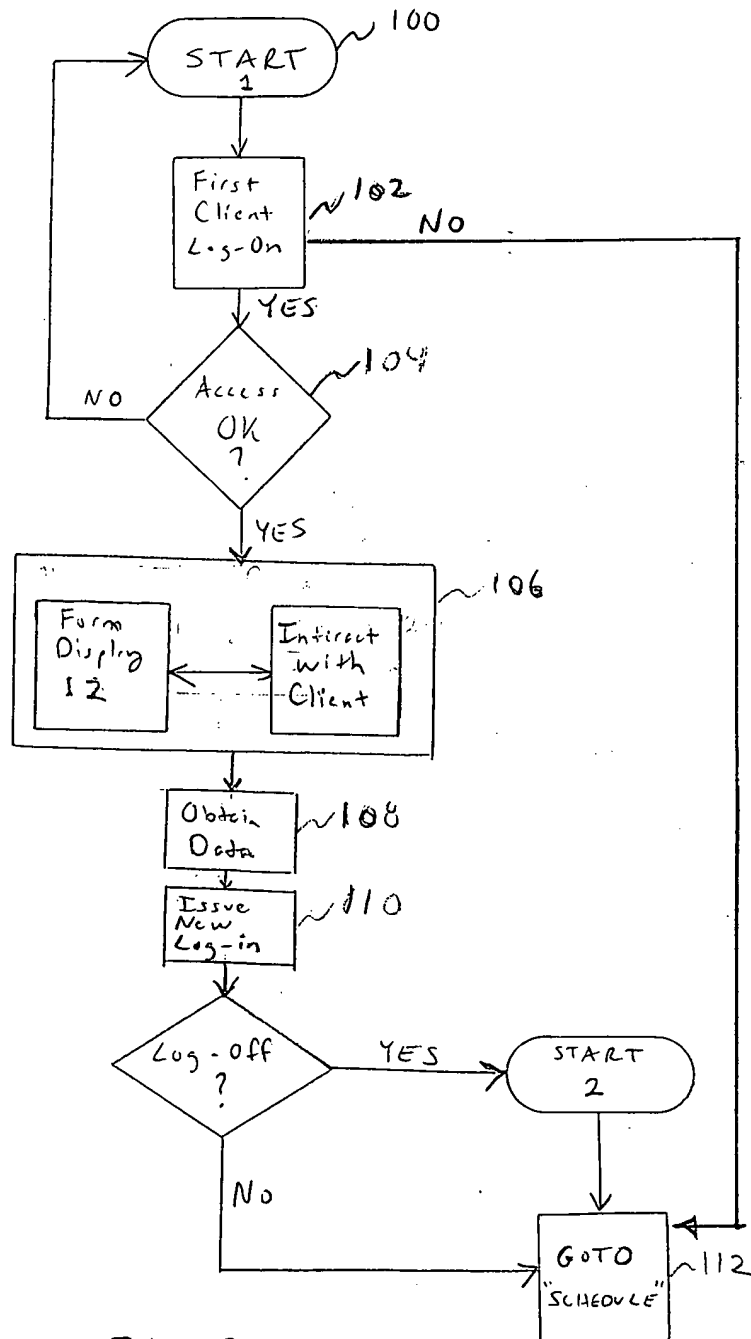 100
START
1
First
Client
Log-On
102
NO
YES
104
Access
OK
?
NO
YES
106
Form
Display
12
Intiract
with
Client
Obtain
Data
108
Issue
New
Log-in
110
Log-Off
?
YES
START
2
NO
GOTO
"SCHEDULE"
112